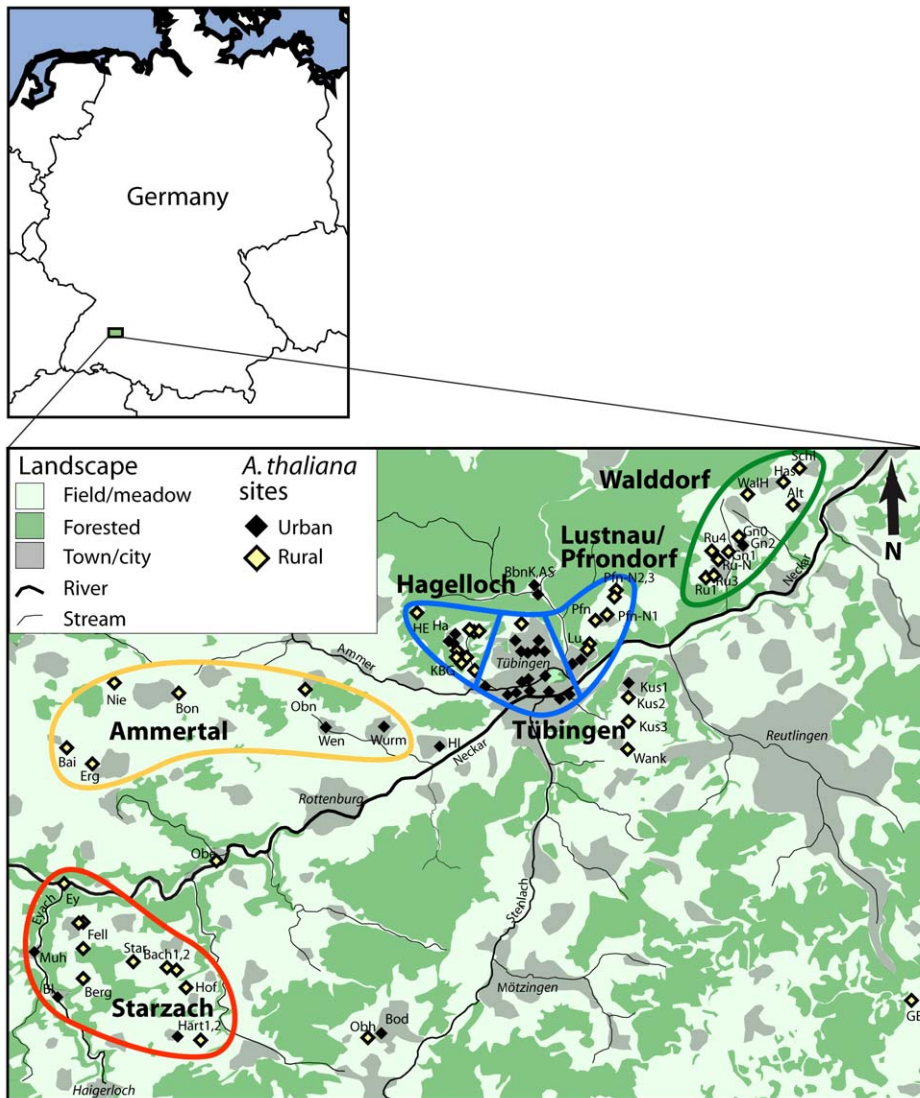 Germany
Landscape
Field/meadow
Forested
Town/city
River
Stream
A. thaliana
sites
Urban
Rural
N
Walddorf
Schl
Has
WalH
Alt
Gn0
Gn2
Ru4
Gn1
Ru-N
Ru3
Ru1
Neckar
Lustnau/
Pfrondorf
Pfn-N2,3
Pfn
Pfn-N1
Lu
BbnK,AS
Hagelloch
HE
Ha
KBG
Tübingen
Tübingen
Kus1
Kus2
Kus3
Wank
Reutlingen
Ammer
Nie
Bon
Obn
Ammertal
Wen
Wurm
HI
Neckar
Bai
Erg
Rottenburg
Obe
Ey
Eyach
Fell
Muh
Star
Bach1,2
Berg
Hof
BI
Starzach
Hart1,2
Haigerloch
Steinlach
Mötzingen
Obh
Bod